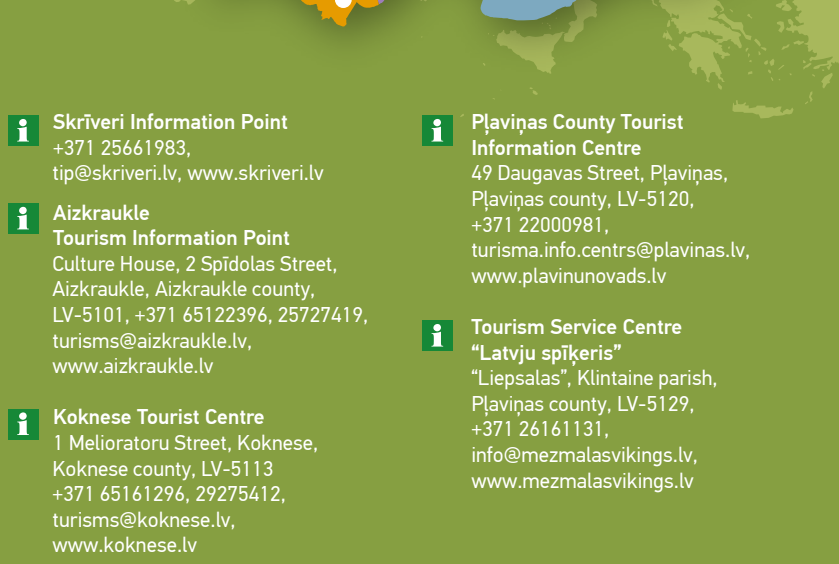 Skrīveri Information Point
+371 25661983,
tip@skriveri.lv, www.skriveri.lv
Aizkraukle
Tourism Information Point
Culture House, 2 Spīdolas Street,
Aizkraukle, Aizkraukle county,
LV-5101, +371 65122396, 25727419,
turisms@aizkraukle.lv,
www.aizkraukle.lv
Koknese Tourist Centre
1 Melioratoru Street, Koknese,
Koknese county, LV-5113
+371 65161296, 29275412,
turisms@koknese.lv,
www.koknese.lv
Pļaviņas County Tourist
Information Centre
49 Daugavas Street, Pļaviņas,
Pļaviņas county, LV-5120,
+371 22000981,
turisma.info.centrs@plavinas.lv,
www.plavinunovads.lv
Tourism Service Centre
“Latvju spīķeris”
“Liepsalas”, Klintaine parish,
Pļaviņas county, LV-5129,
+371 26161131,
info@mezmalasvikings.lv,
www.mezmalasvikings.lv